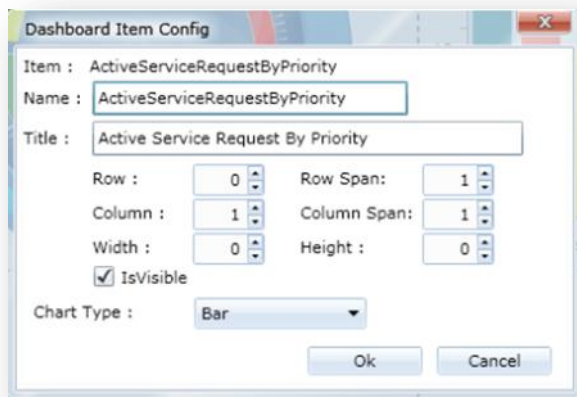 Dashboard Item Config
Item : ActiveServiceRequestByPriority
Name : ActiveServiceRequestByPriority
Title : Active Service Request By Priority
Row : 0 Row Span: 1
Column : 1 Column Span: 1
Width : 0 Height : 0
IsVisible
Chart Type : Bar
Ok Cancel